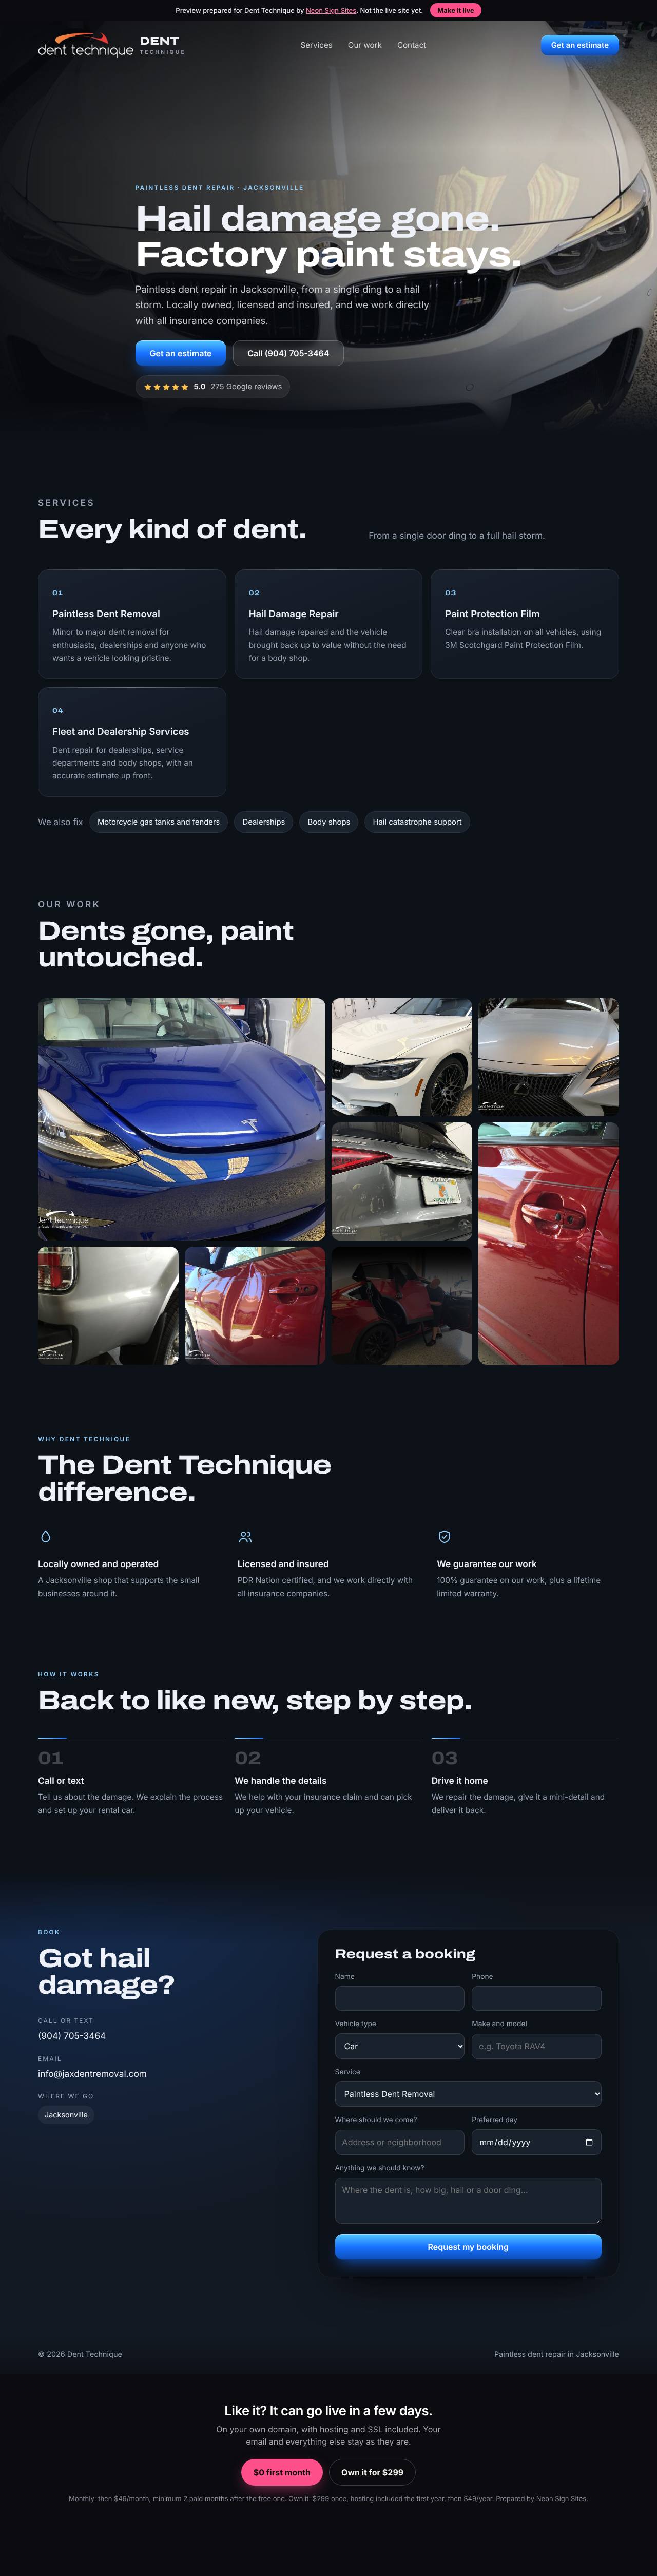 Preview prepared for Dent Technique by Neon Sign Sites. Not the live site yet.
Make it live
dent technique
DENT
TECHNIQUE
Services
Our work
Contact
Get an estimate
PAINTLESS DENT REPAIR · JACKSONVILLE
Hail damage gone.
Factory paint stays.
Paintless dent repair in Jacksonville, from a single ding to a hail
storm. Locally owned, licensed and insured, and we work directly
with all insurance companies.
Get an estimate
Call (904) 705-3464
★★★★★ 5.0 275 Google reviews
SERVICES
Every kind of dent.
From a single door ding to a full hail storm.
01
Paintless Dent Removal
Minor to major dent removal for
enthusiasts, dealerships and anyone who
wants a vehicle looking pristine.
02
Hail Damage Repair
Hail damage repaired and the vehicle
brought back up to value without the need
for a body shop.
03
Paint Protection Film
Clear bra installation on all vehicles, using
3M Scotchgard Paint Protection Film.
04
Fleet and Dealership Services
Dent repair for dealerships, service
departments and body shops, with an
accurate estimate up front.
We also fix
Motorcycle gas tanks and fenders
Dealerships
Body shops
Hail catastrophe support
OUR WORK
Dents gone, paint
untouched.
dent technique
WHY DENT TECHNIQUE
The Dent Technique
difference.
Locally owned and operated
A Jacksonville shop that supports the small
businesses around it.
Licensed and insured
PDR Nation certified, and we work directly with
all insurance companies.
We guarantee our work
100% guarantee on our work, plus a lifetime
limited warranty.
HOW IT WORKS
Back to like new, step by step.
01
Call or text
Tell us about the damage. We explain the process
and set up your rental car.
02
We handle the details
We help with your insurance claim and can pick
up your vehicle.
03
Drive it home
We repair the damage, give it a mini-detail and
deliver it back.
BOOK
Got hail
damage?
CALL OR TEXT
(904) 705-3464
EMAIL
info@jaxdentremoval.com
WHERE WE GO
Jacksonville
Request a booking
Name
Phone
Vehicle type
Make and model
Car
e.g. Toyota RAV4
Service
Paintless Dent Removal
Where should we come?
Preferred day
Address or neighborhood
mm/dd/yyyy
Anything we should know?
Where the dent is, how big, hail or a door ding...
Request my booking
© 2026 Dent Technique
Paintless dent repair in Jacksonville
Like it? It can go live in a few days.
On your own domain, with hosting and SSL included. Your
email and everything else stay as they are.
$0 first month
Own it for $299
Monthly: then $49/month, minimum 2 paid months after the free one. Own it: $299 once, hosting included the first year, then $49/year. Prepared by Neon Sign Sites.